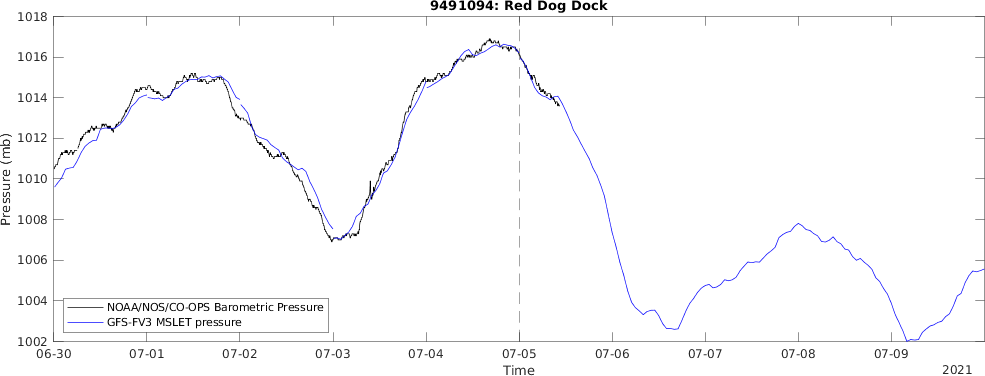 9491094: Red Dog Dock
1018
1016
1014
1012
1010
1008
1006
1004
1002
Pressure (mb)
NOAA/NOS/CO-OPS Barometric Pressure
GFS-FV3 MSLET pressure
06-30 07-01 07-02 07-03 07-04 07-05 07-06 07-07 07-08 07-09
Time
2021